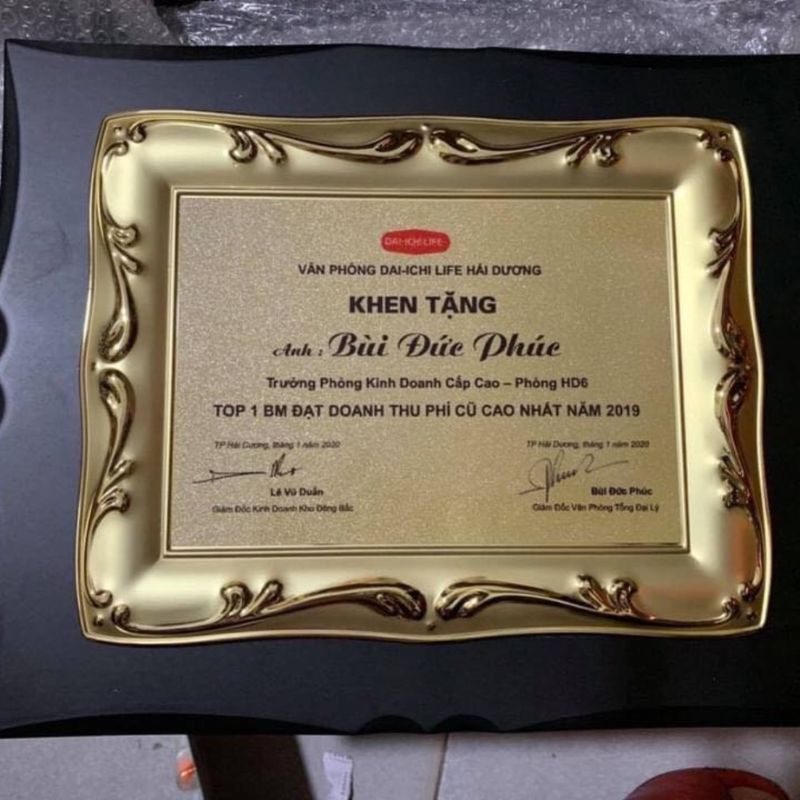 DAI-ICHI LIFE
VĂN PHÒNG DAI-ICHI LIFE HẢI DƯƠNG
KHEN TẶNG
Anh : Bùi Đức Phúc
Trưởng Phòng Kinh Doanh Cấp Cao – Phòng HD6
TOP 1 BM ĐẠT DOANH THU PHÍ CŨ CAO NHẤT NĂM 2019
TP Hải Dương, tháng 1 năm 2020
TP Hải Dương, tháng 1 năm 2020
Lê Vũ Duẩn
Bùi Đức Phúc
Giám Đốc Kinh Doanh Khu Đông Bắc
Giám Đốc Văn Phòng Tổng Đại Lý